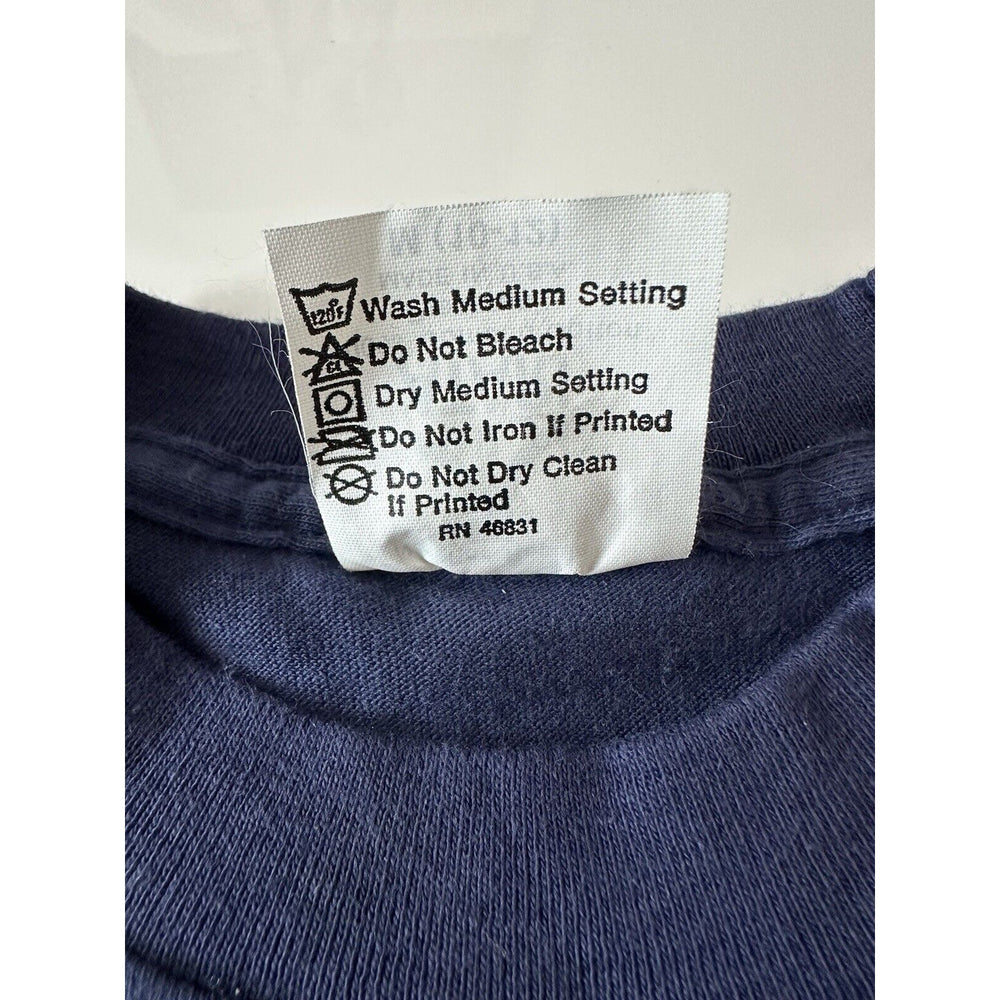 120°F Wash Medium Setting
CL Do Not Bleach
Dry Medium Setting
Do Not Iron If Printed
Do Not Dry Clean
If Printed
RN 46831